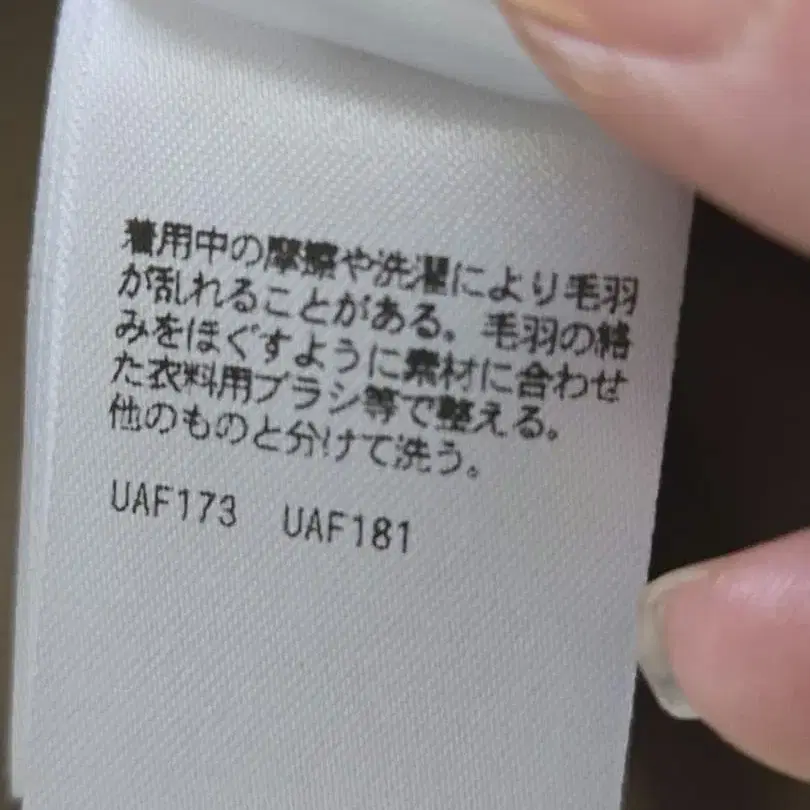 着用中の摩擦や洗濯により毛羽
が乱れることがある。毛羽の絡
みをほぐすように素材に合わせ
た衣料用ブラシ等で整える。
他のものと分けて洗う。
UAF173 UAF181